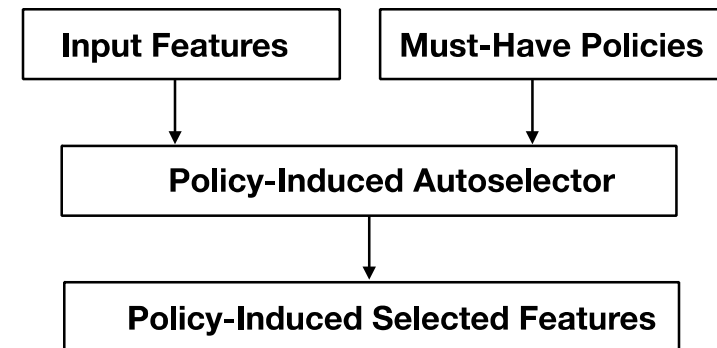 Input Features
Must-Have Policies
Policy-Induced Autoselector
Policy-Induced Selected Features